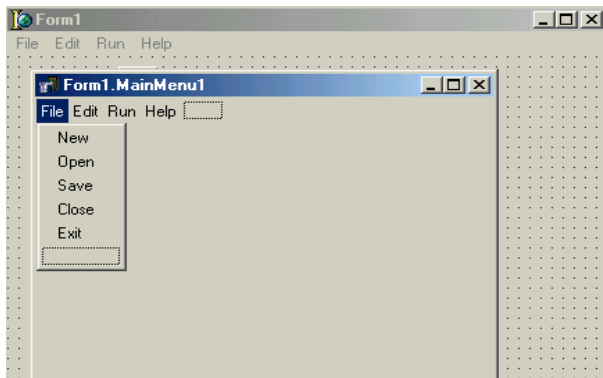 Form1
File Edit Run Help
Form1.MainMenu1
File Edit Run Help
New
Open
Save
Close
Exit